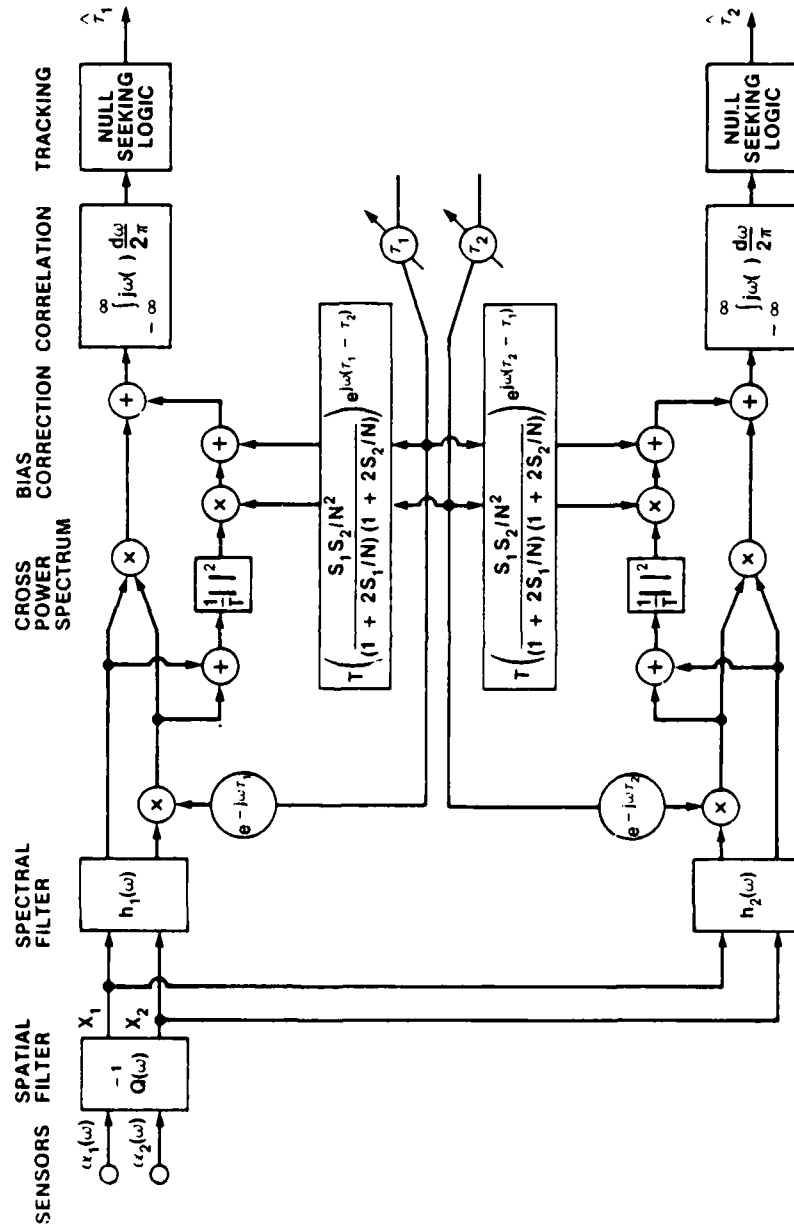 SENSORS
SPATIAL
FILTER
SPECTRAL
FILTER
CROSS
POWER
SPECTRUM
BIAS
CORRECTION
CORRELATION
TRACKING
α₁(ω)
α₂(ω)
Q⁻¹(ω)
X₁
X₂
h₁(ω)
×
e⁻ʲωτ₁
+
×
1/T | |²
×
+
+
∫ jω( ) dω/2π
∞
-∞
NULL
SEEKING
LOGIC
τ̂₁
T( S₁S₂/N² / (1 + 2S₁/N) (1 + 2S₂/N) ) e^jω(τ₁ - τ₂)
τ₁
τ₂
T( S₁S₂/N² / (1 + 2S₁/N) (1 + 2S₂/N) ) e^jω(τ₂ - τ₁)
h₂(ω)
×
e⁻ʲωτ₂
+
×
1/T | |²
×
+
+
∫ jω( ) dω/2π
∞
-∞
NULL
SEEKING
LOGIC
τ̂₂